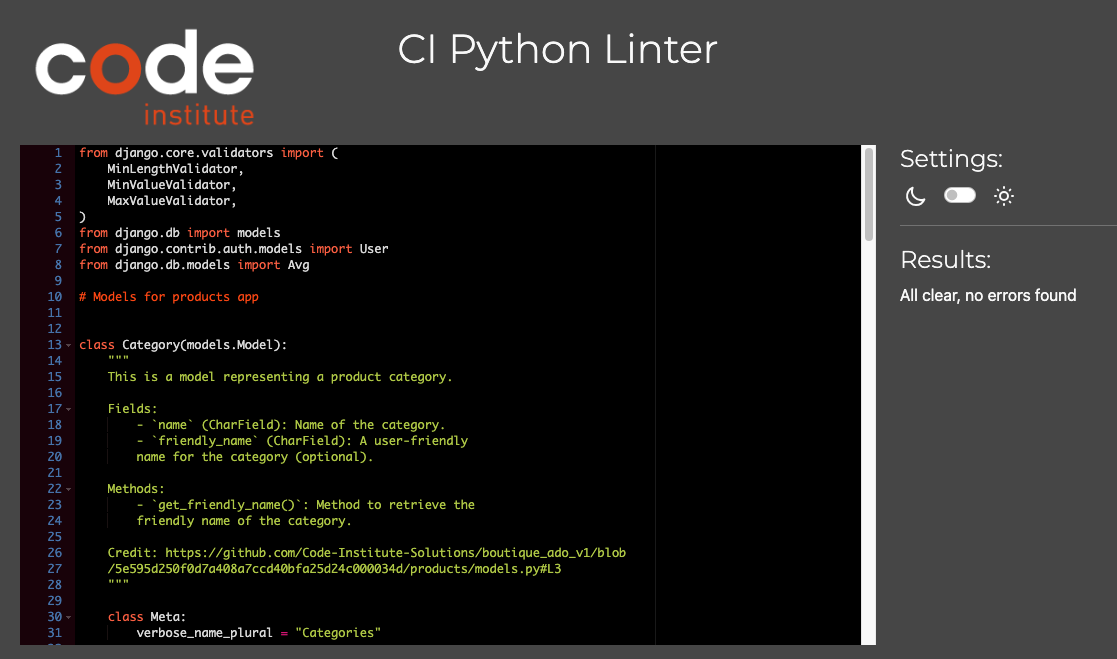 code
institute
CI Python Linter
1 from django.core.validators import (
2     MinLengthValidator,
3     MinValueValidator,
4     MaxValueValidator,
5 )
6 from django.db import models
7 from django.contrib.auth.models import User
8 from django.db.models import Avg
9
10 # Models for products app
11
12
13 class Category(models.Model):
14     """
15     This is a model representing a product category.
16
17     Fields:
18         - `name` (CharField): Name of the category.
19         - `friendly_name` (CharField): A user-friendly
20         name for the category (optional).
21
22     Methods:
23         - `get_friendly_name()`: Method to retrieve the
24         friendly name of the category.
25
26     Credit: https://github.com/Code-Institute-Solutions/boutique_ado_v1/blob
27     /5e595d250f0d7a408a7ccd40bfa25d24c000034d/products/models.py#L3
28     """
29
30     class Meta:
31         verbose_name_plural = "Categories"
Settings:
Results:
All clear, no errors found